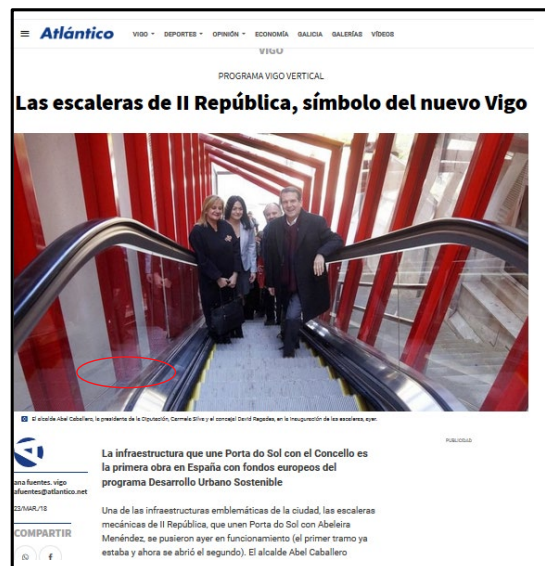 Atlántico VIGO DEPORTES OPINIÓN ECONOMÍA GALICIA GALERÍAS VÍDEOS
VIGO
PROGRAMA VIGO VERTICAL
Las escaleras de II República, símbolo del nuevo Vigo
El alcalde Abel Caballero, la presidenta de la Diputación, Carmela Silva y el concejal David Regades, en la inauguración de las escaleras, ayer.
PUBLICIDAD
La infraestructura que une Porta do Sol con el Concello es
la primera obra en España con fondos europeos del
programa Desarrollo Urbano Sostenible
ana fuentes. vigo
afuentes@atlantico.net
23/MAR./18
COMPARTIR
Una de las infraestructuras emblemáticas de la ciudad, las escaleras
mecánicas de II República, que unen Porta do Sol con Abeleira
Menéndez, se pusieron ayer en funcionamiento (el primer tramo ya
estaba y ahora se abrió el segundo). El alcalde Abel Caballero